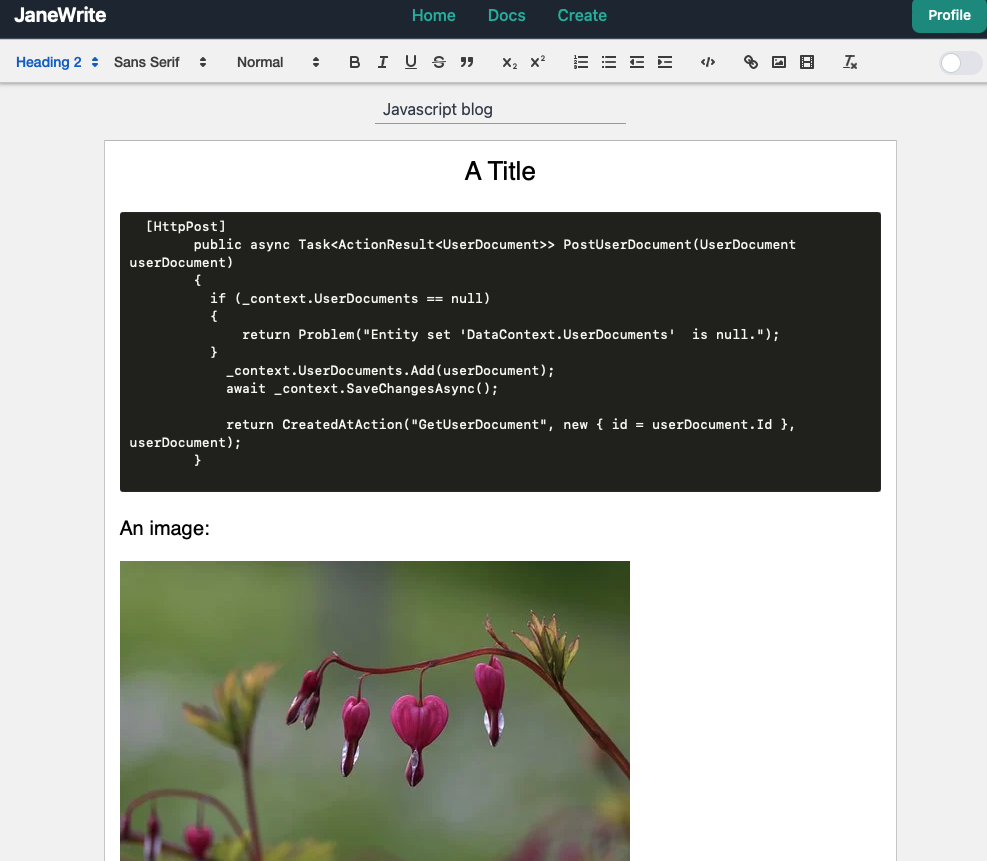 JaneWrite Home Docs Create Profile
Heading 2 Sans Serif Normal B I U S ” x₂ x²
Javascript blog
A Title
[HttpPost]
public async Task<ActionResult<UserDocument>> PostUserDocument(UserDocument
userDocument)
{
if (_context.UserDocuments == null)
{
return Problem("Entity set 'DataContext.UserDocuments'  is null.");
}
_context.UserDocuments.Add(userDocument);
await _context.SaveChangesAsync();
return CreatedAtAction("GetUserDocument", new { id = userDocument.Id },
userDocument);
}
An image: